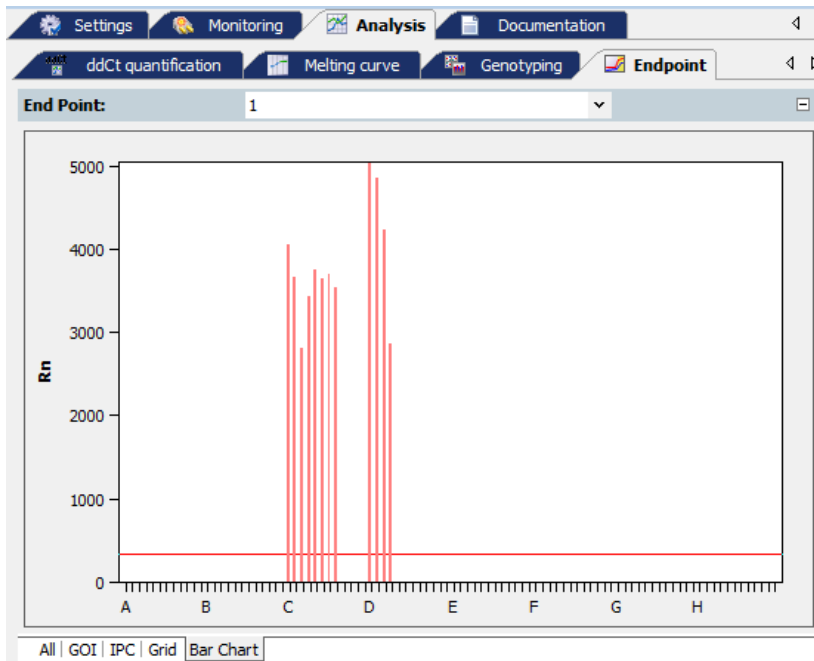 Settings Monitoring Analysis Documentation
ddCt quantification Melting curve Genotyping Endpoint
End Point: 1
5000
4000
3000
Rn
2000
1000
0
A B C D E F G H
All | GOI | IPC | Grid | Bar Chart